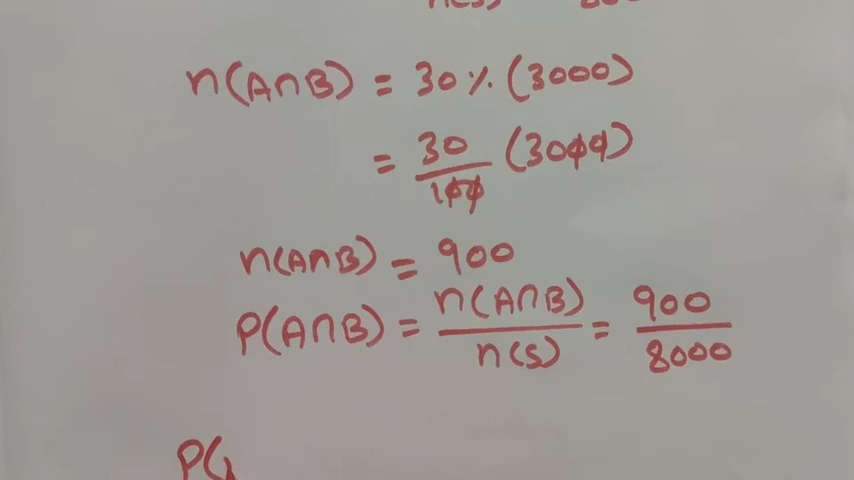 n(A∩B) = 30% (3000)
= 30/100 (3000)
n(A∩B) = 900
P(A∩B) = n(A∩B)/n(S) = 900/8000
P(